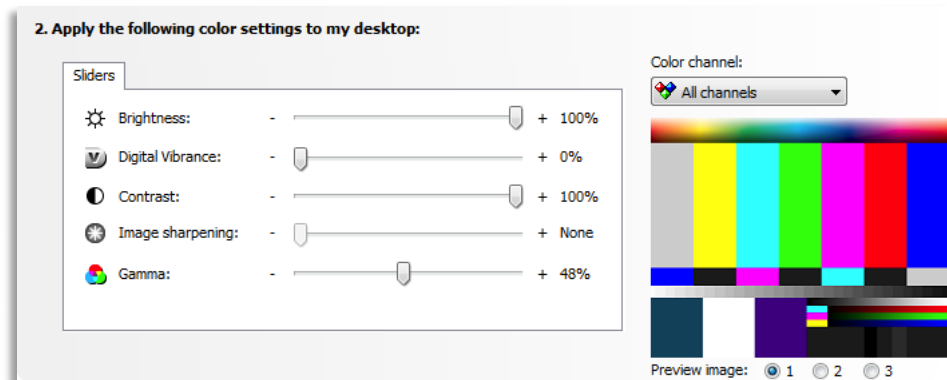 2. Apply the following color settings to my desktop:
Color channel:
Sliders
All channels
Brightness: - + 100%
Digital Vibrance: - + 0%
Contrast: - + 100%
Image sharpening: - + None
Gamma: - + 48%
Preview image: 1 2 3